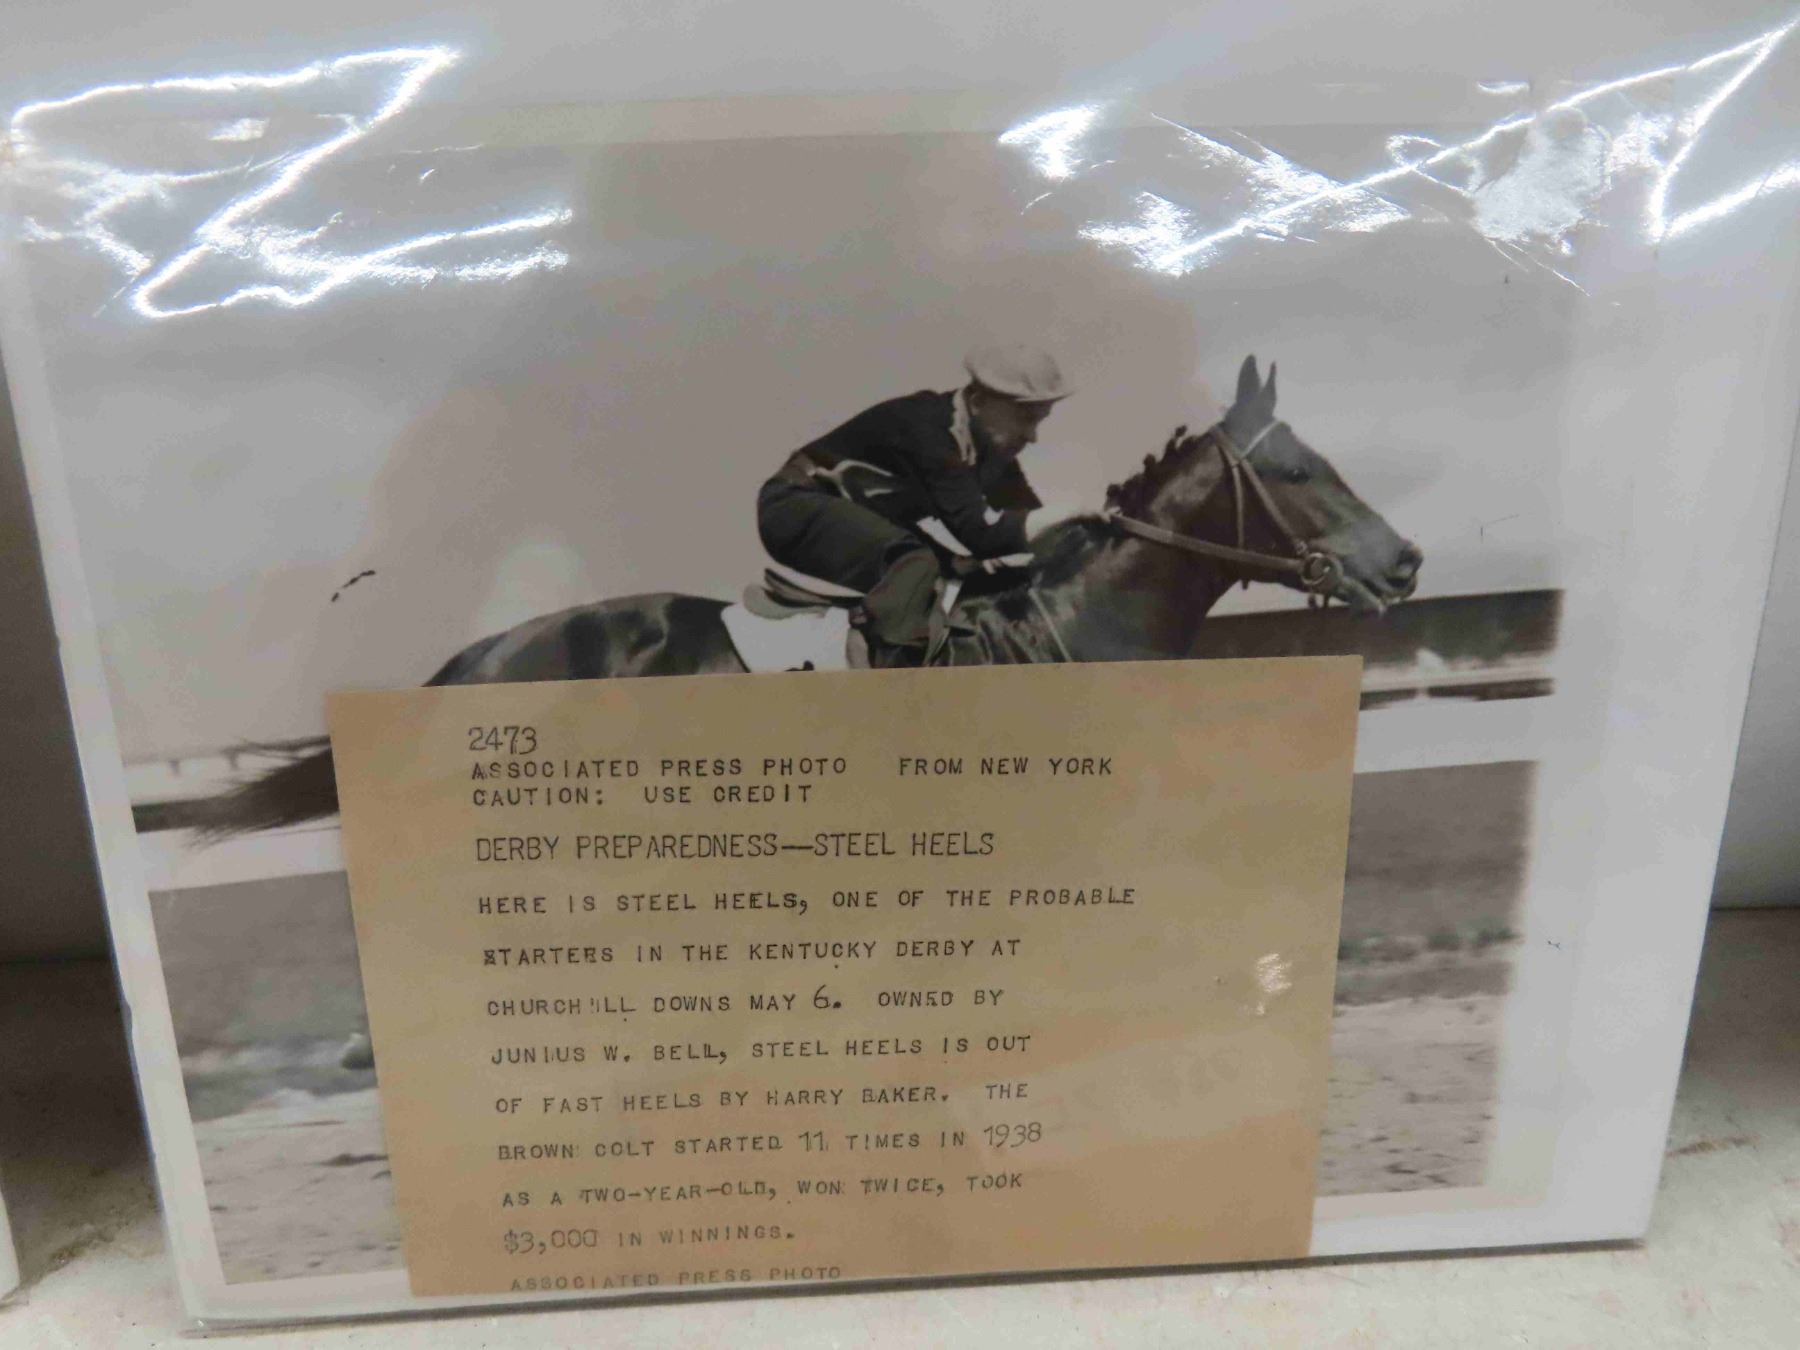 2473
ASSOCIATED PRESS PHOTO FROM NEW YORK
CAUTION: USE CREDIT
DERBY PREPAREDNESS—STEEL HEELS
HERE IS STEEL HEELS, ONE OF THE PROBABLE
STARTERS IN THE KENTUCKY DERBY AT
CHURCHILL DOWNS MAY 6. OWNED BY
JUNIUS W. BELL, STEEL HEELS IS OUT
OF FAST HEELS BY HARRY BAKER. THE
BROWN COLT STARTED 11 TIMES IN 1938
AS A TWO-YEAR-OLD, WON TWICE, TOOK
$3,000 IN WINNINGS.
ASSOCIATED PRESS PHOTO